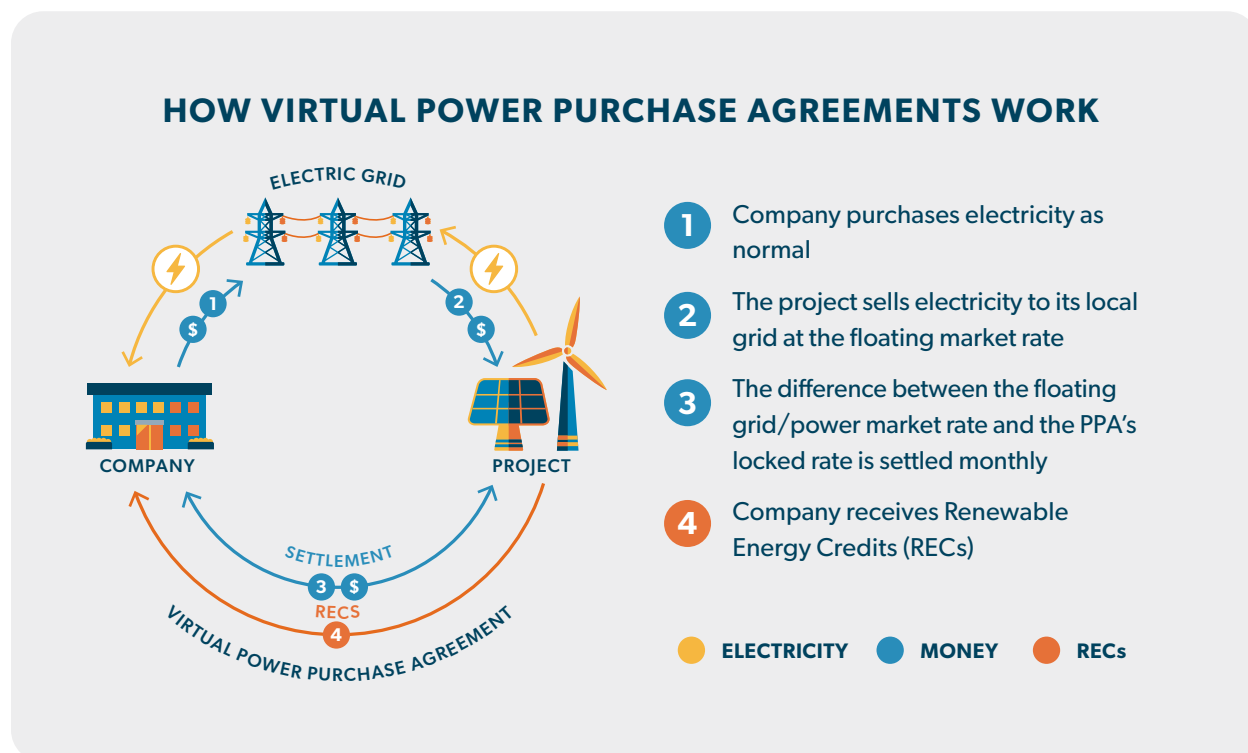 HOW VIRTUAL POWER PURCHASE AGREEMENTS WORK
ELECTRIC GRID
1
$
2
$
COMPANY
PROJECT
SETTLEMENT
3 $
RECS
4
VIRTUAL POWER PURCHASE AGREEMENT
1 Company purchases electricity as
normal
2 The project sells electricity to its local
grid at the floating market rate
3 The difference between the floating
grid/power market rate and the PPA’s
locked rate is settled monthly
4 Company receives Renewable
Energy Credits (RECs)
ELECTRICITY MONEY RECs